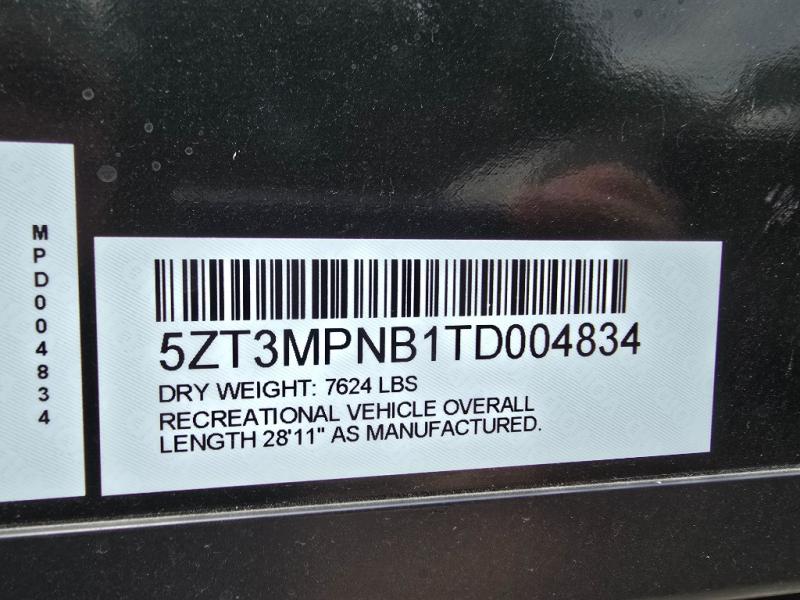 MPD004834
5ZT3MPNB1TD004834
DRY WEIGHT: 7624 LBS
RECREATIONAL VEHICLE OVERALL
LENGTH 28'11" AS MANUFACTURED.